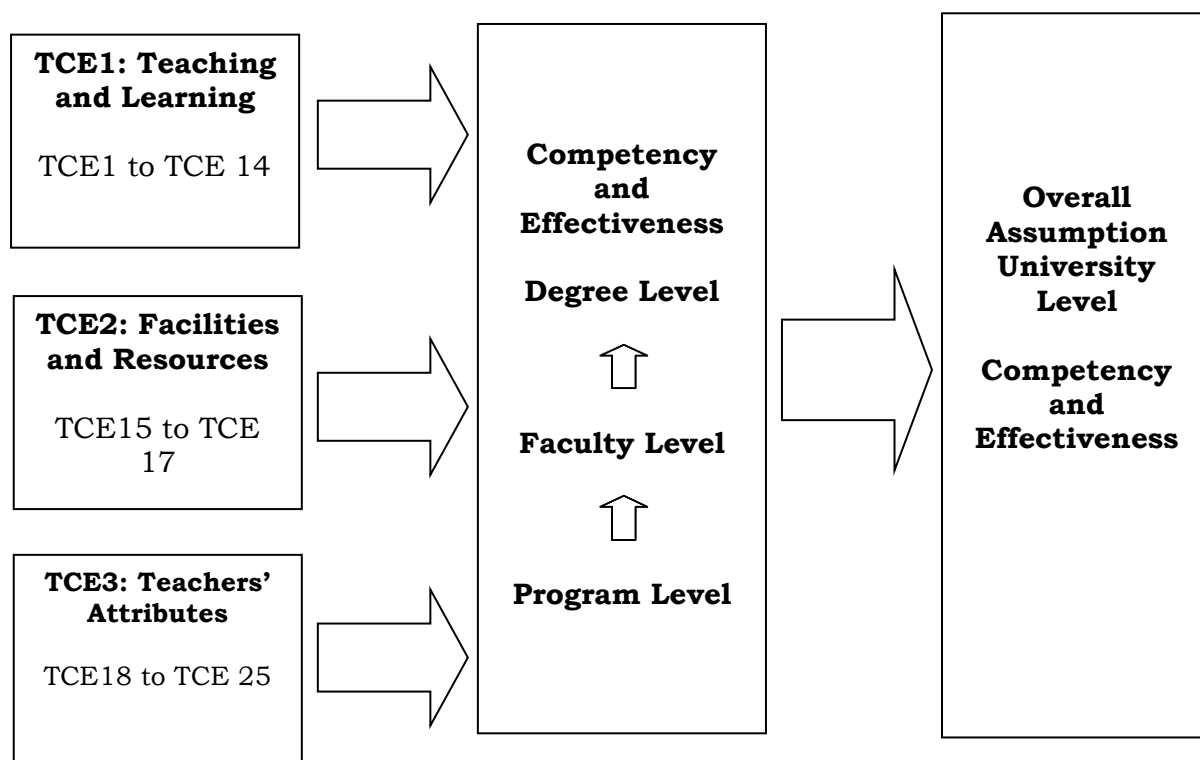 TCE1: Teaching
and Learning
TCE1 to TCE 14
TCE2: Facilities
and Resources
TCE15 to TCE
17
TCE3: Teachers’
Attributes
TCE18 to TCE 25
Competency
and
Effectiveness
Degree Level
Faculty Level
Program Level
Overall
Assumption
University
Level
Competency
and
Effectiveness